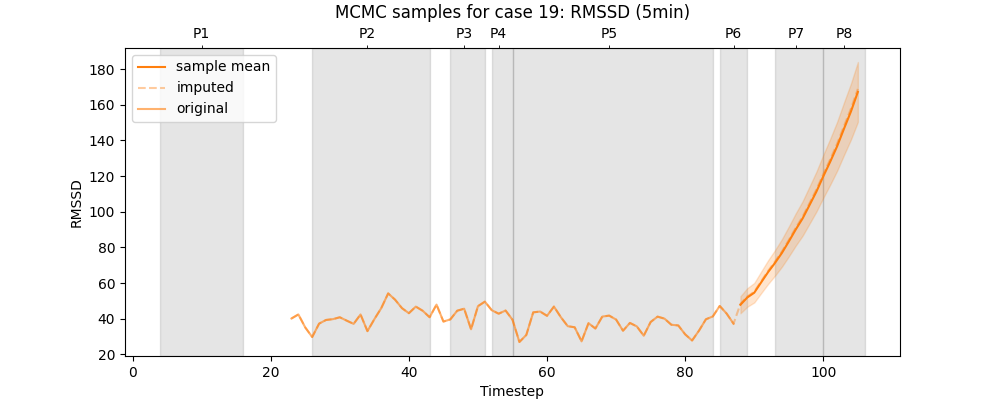 MCMC samples for case 19: RMSSD (5min)
P1 P2 P3 P4 P5 P6 P7 P8
sample mean
imputed
original
180
160
140
120
100
80
60
40
20
RMSSD
0 20 40 60 80 100
Timestep